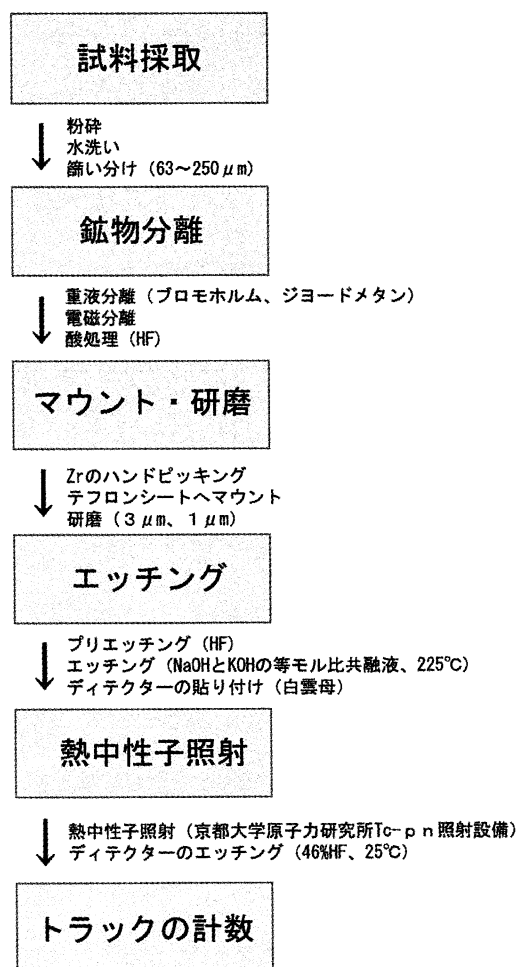 試料採取
粉砕
水洗い
篩い分け (63~250μm)
鉱物分離
重液分離（ブロモホルム、ジヨードメタン）
電磁分離
酸処理 (HF)
マウント・研磨
Zrのハンドピッキング
テフロンシートへマウント
研磨（３μm、１μm）
エッチング
プリエッチング (HF)
エッチング（NaOHとKOHの等モル比共融液、225℃）
ディテクターの貼り付け（白雲母）
熱中性子照射
熱中性子照射（京都大学原子力研究所Tc-ｐｎ照射設備）
ディテクターのエッチング (46%HF、25℃)
トラックの計数